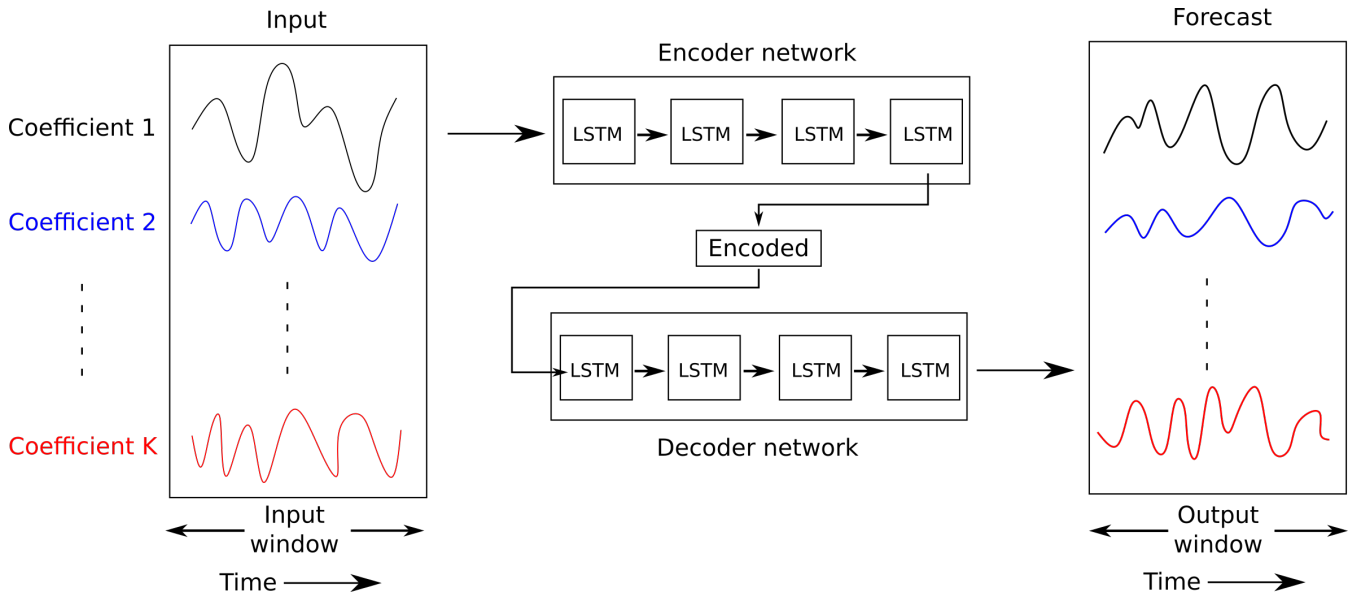 Input
Coefficient 1
Coefficient 2
Coefficient K
Input
window
Time
Encoder network
LSTM LSTM LSTM LSTM
Encoded
LSTM LSTM LSTM LSTM
Decoder network
Forecast
Output
window
Time